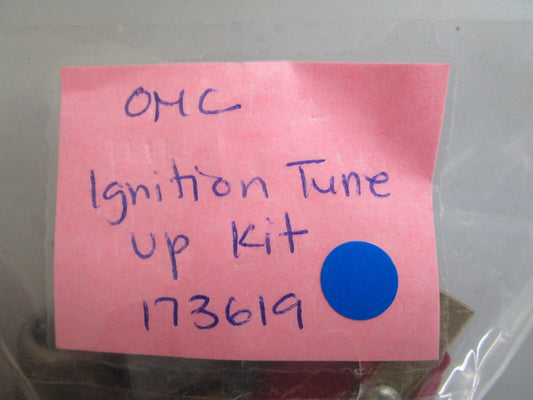 OMC
Ignition Tune
up Kit
173619